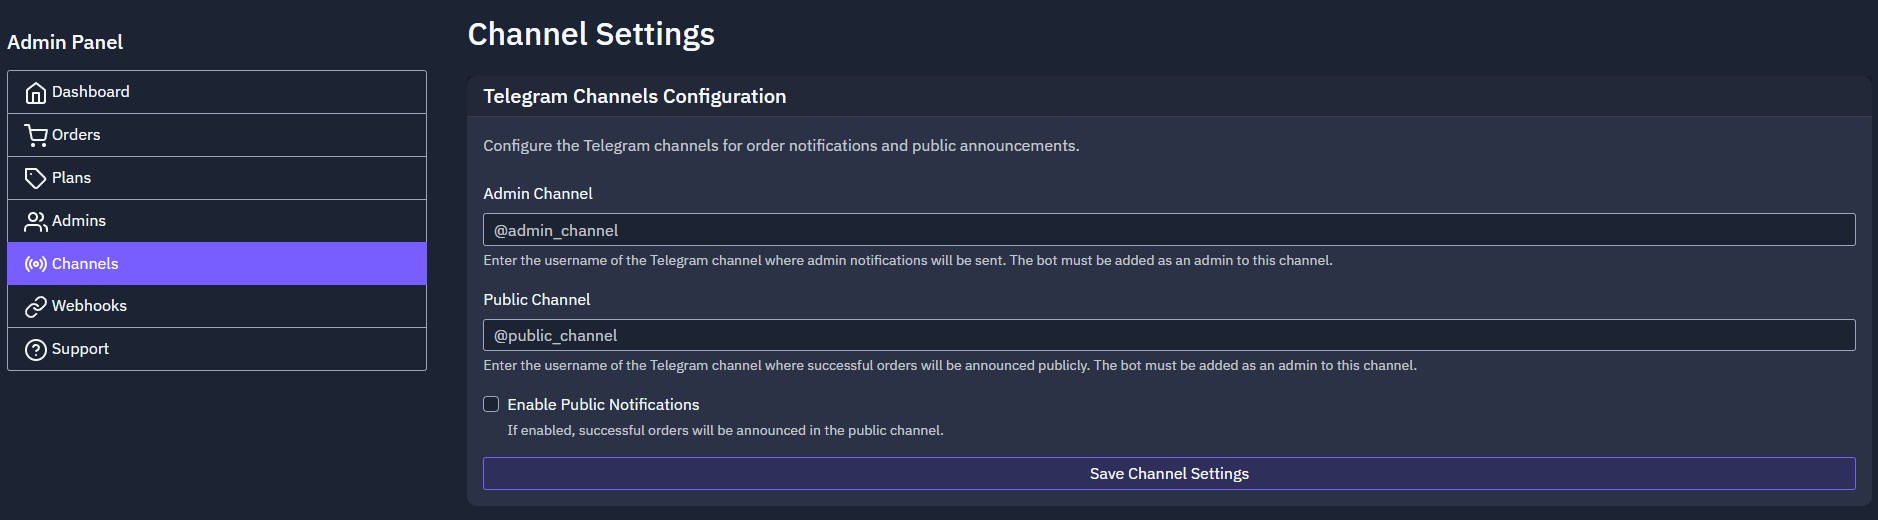 Admin Panel
Dashboard
Orders
Plans
Admins
Channels
Webhooks
Support
Channel Settings
Telegram Channels Configuration
Configure the Telegram channels for order notifications and public announcements.
Admin Channel
@admin_channel
Enter the username of the Telegram channel where admin notifications will be sent. The bot must be added as an admin to this channel.
Public Channel
@public_channel
Enter the username of the Telegram channel where successful orders will be announced publicly. The bot must be added as an admin to this channel.
Enable Public Notifications
If enabled, successful orders will be announced in the public channel.
Save Channel Settings